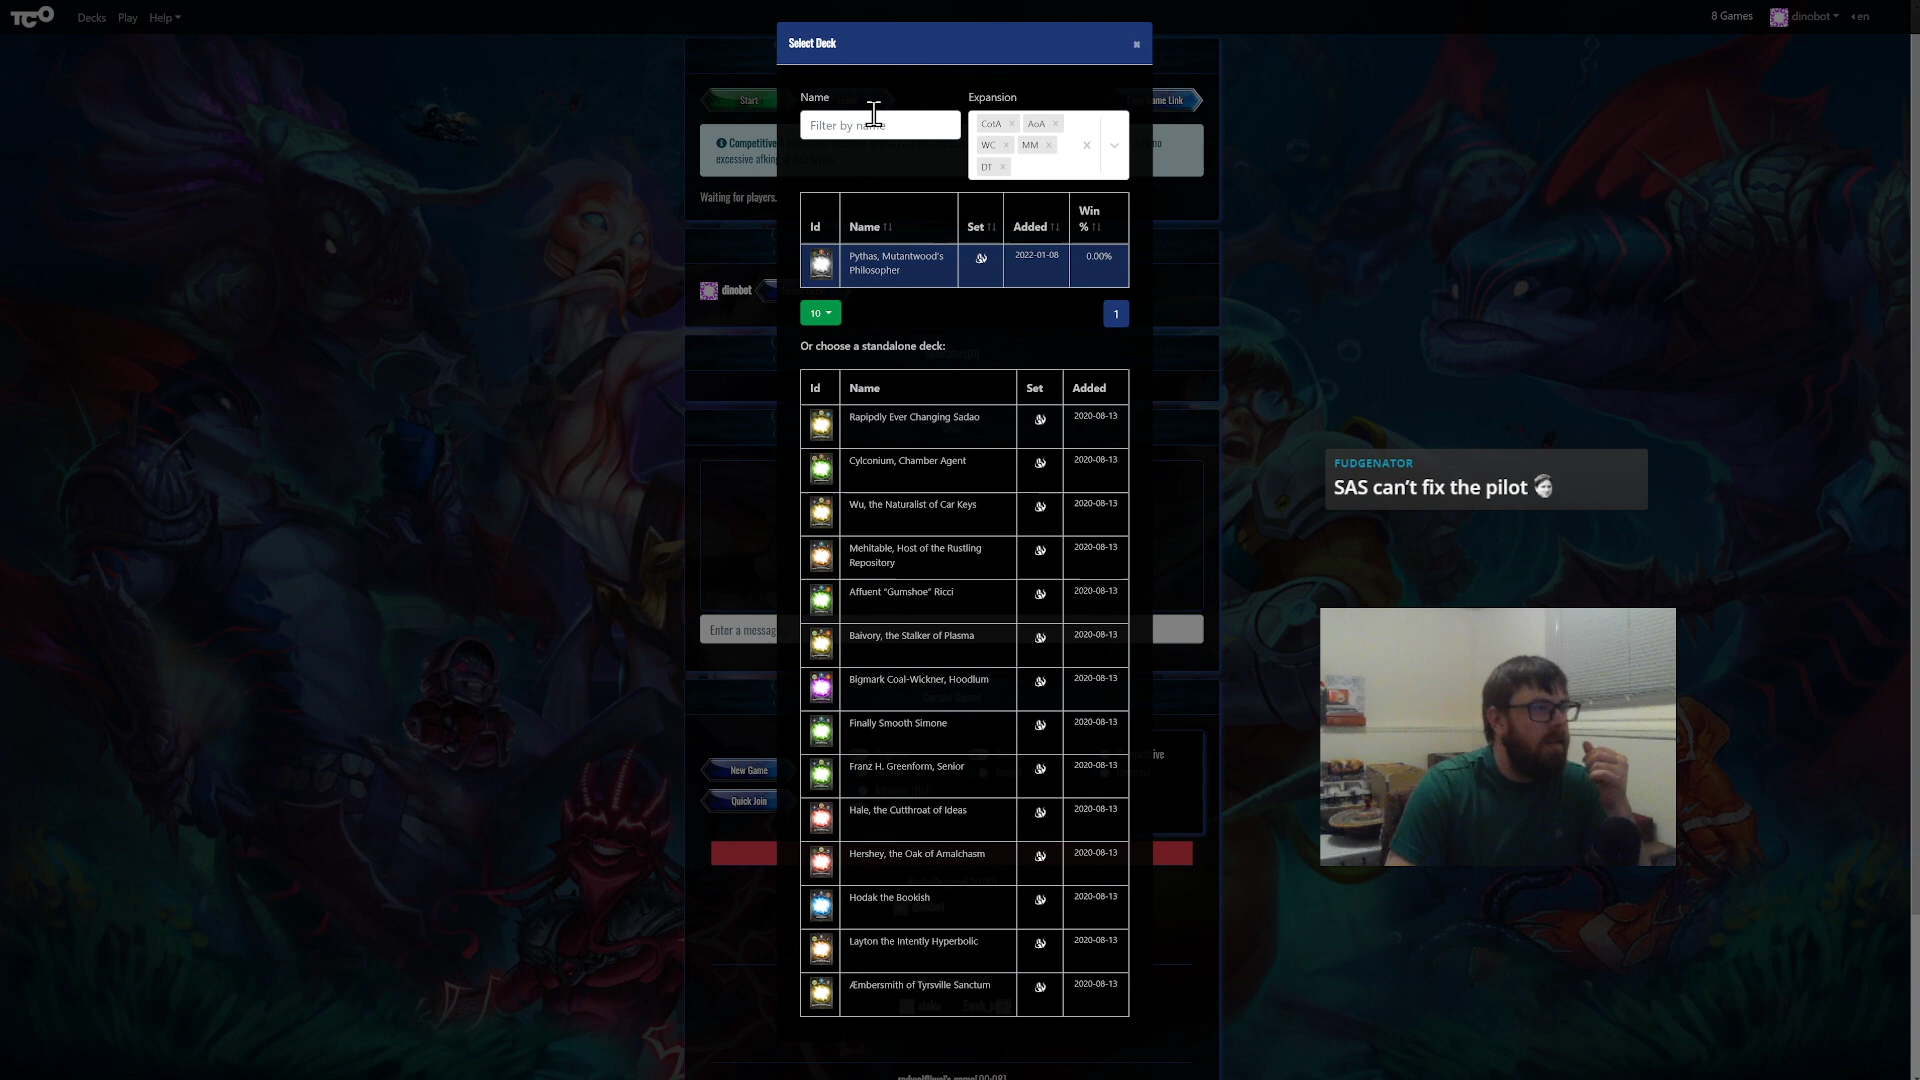 TCO
Decks Play Help
8 Games dinobot en
Select Deck
Start
Game Link
Name
Expansion
Filter by name
CotA × AoA ×
WC × MM ×
DT ×
Competitive
excessive afking
Waiting for players.
Id Name Set Added Win %
Pythas, Mutantwood's Philosopher 2022-01-08 0.00%
dinobot
10 1
Or choose a standalone deck:
Id Name Set Added
Rapipdly Ever Changing Sadao 2020-08-13
Cylconium, Chamber Agent 2020-08-13
Wu, the Naturalist of Car Keys 2020-08-13
Mehitable, Host of the Rustling Repository 2020-08-13
Affuent "Gumshoe" Ricci 2020-08-13
Baivory, the Stalker of Plasma 2020-08-13
Bigmark Coal-Wickner, Hoodlum 2020-08-13
Finally Smooth Simone 2020-08-13
Franz H. Greenform, Senior 2020-08-13
Hale, the Cutthroat of Ideas 2020-08-13
Hershey, the Oak of Amalchasm 2020-08-13
Hodak the Bookish 2020-08-13
Layton the Intently Hyperbolic 2020-08-13
Æmbersmith of Tyrsville Sanctum 2020-08-13
Enter a messag
New Game
Quick Join
FUDGENATOR
SAS can't fix the pilot